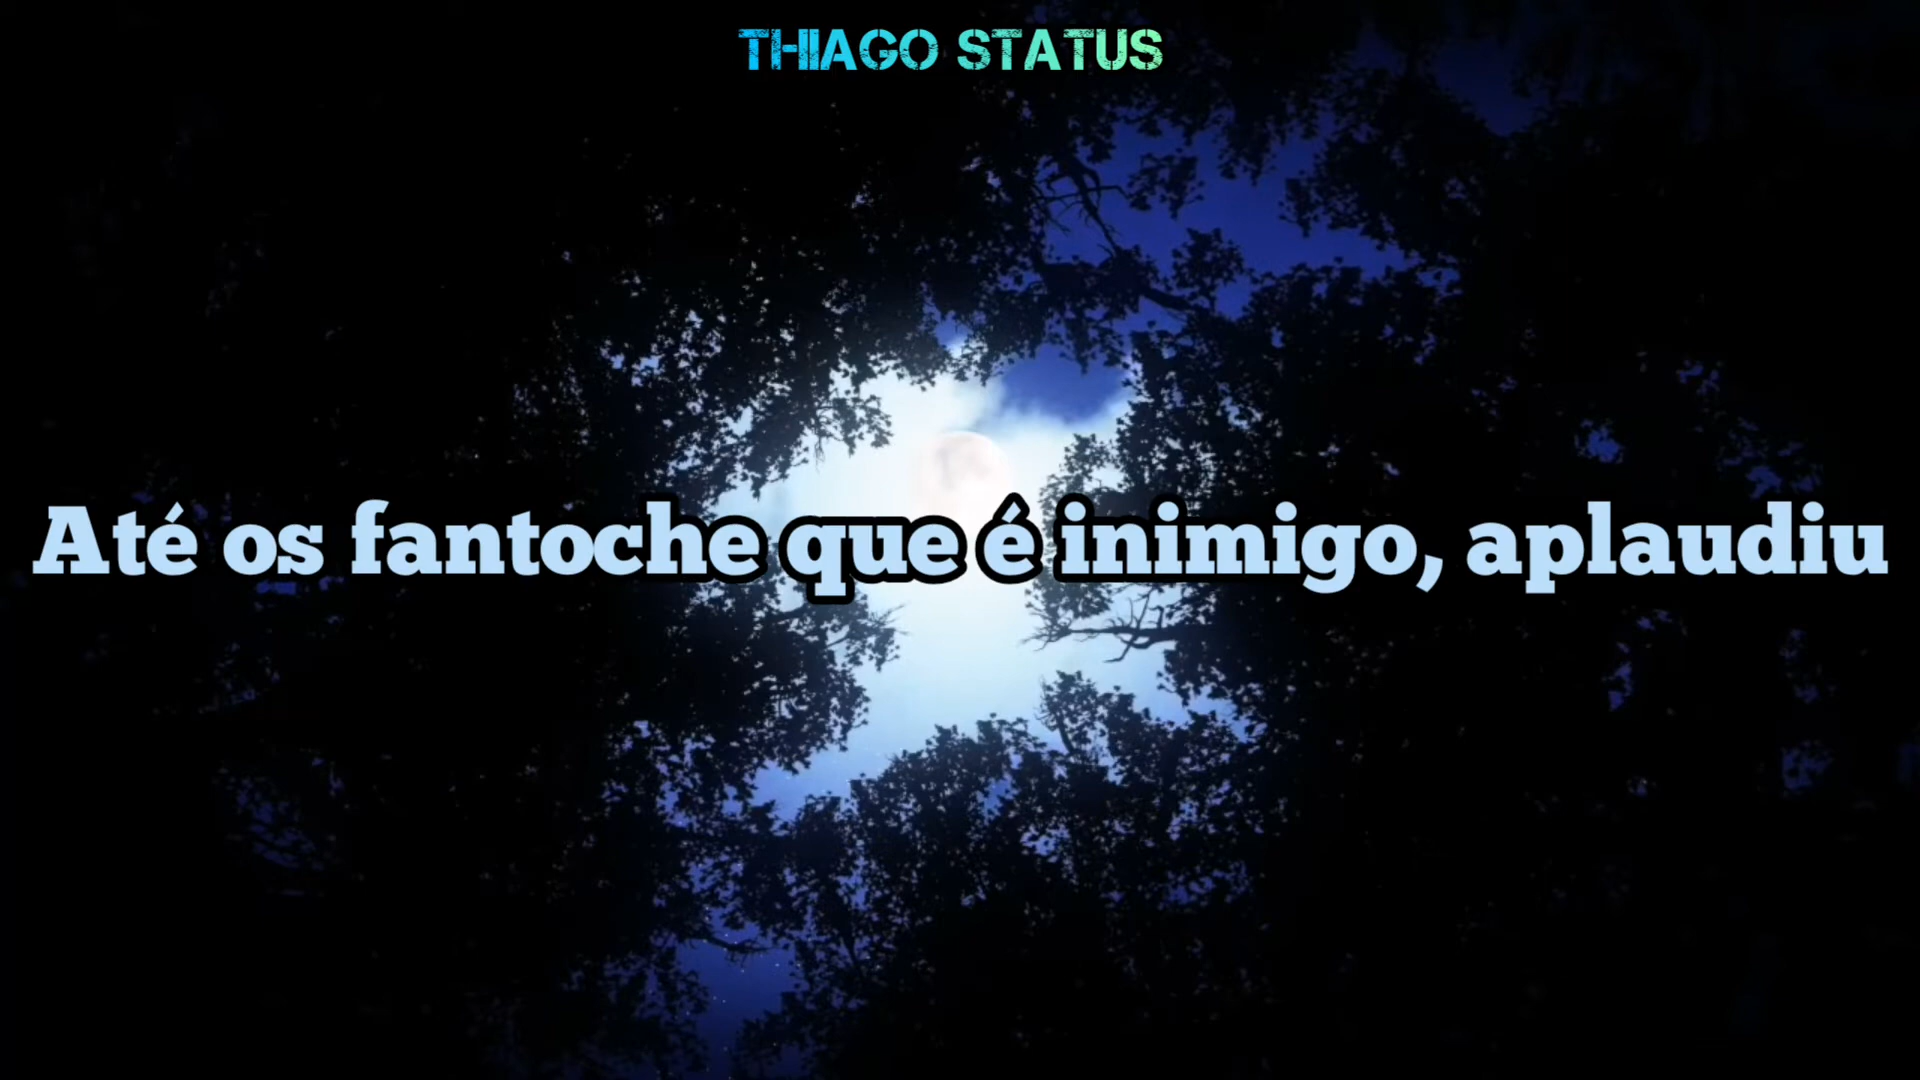 THIAGO STATUS
Até os fantoche que é inimigo, aplaudiu